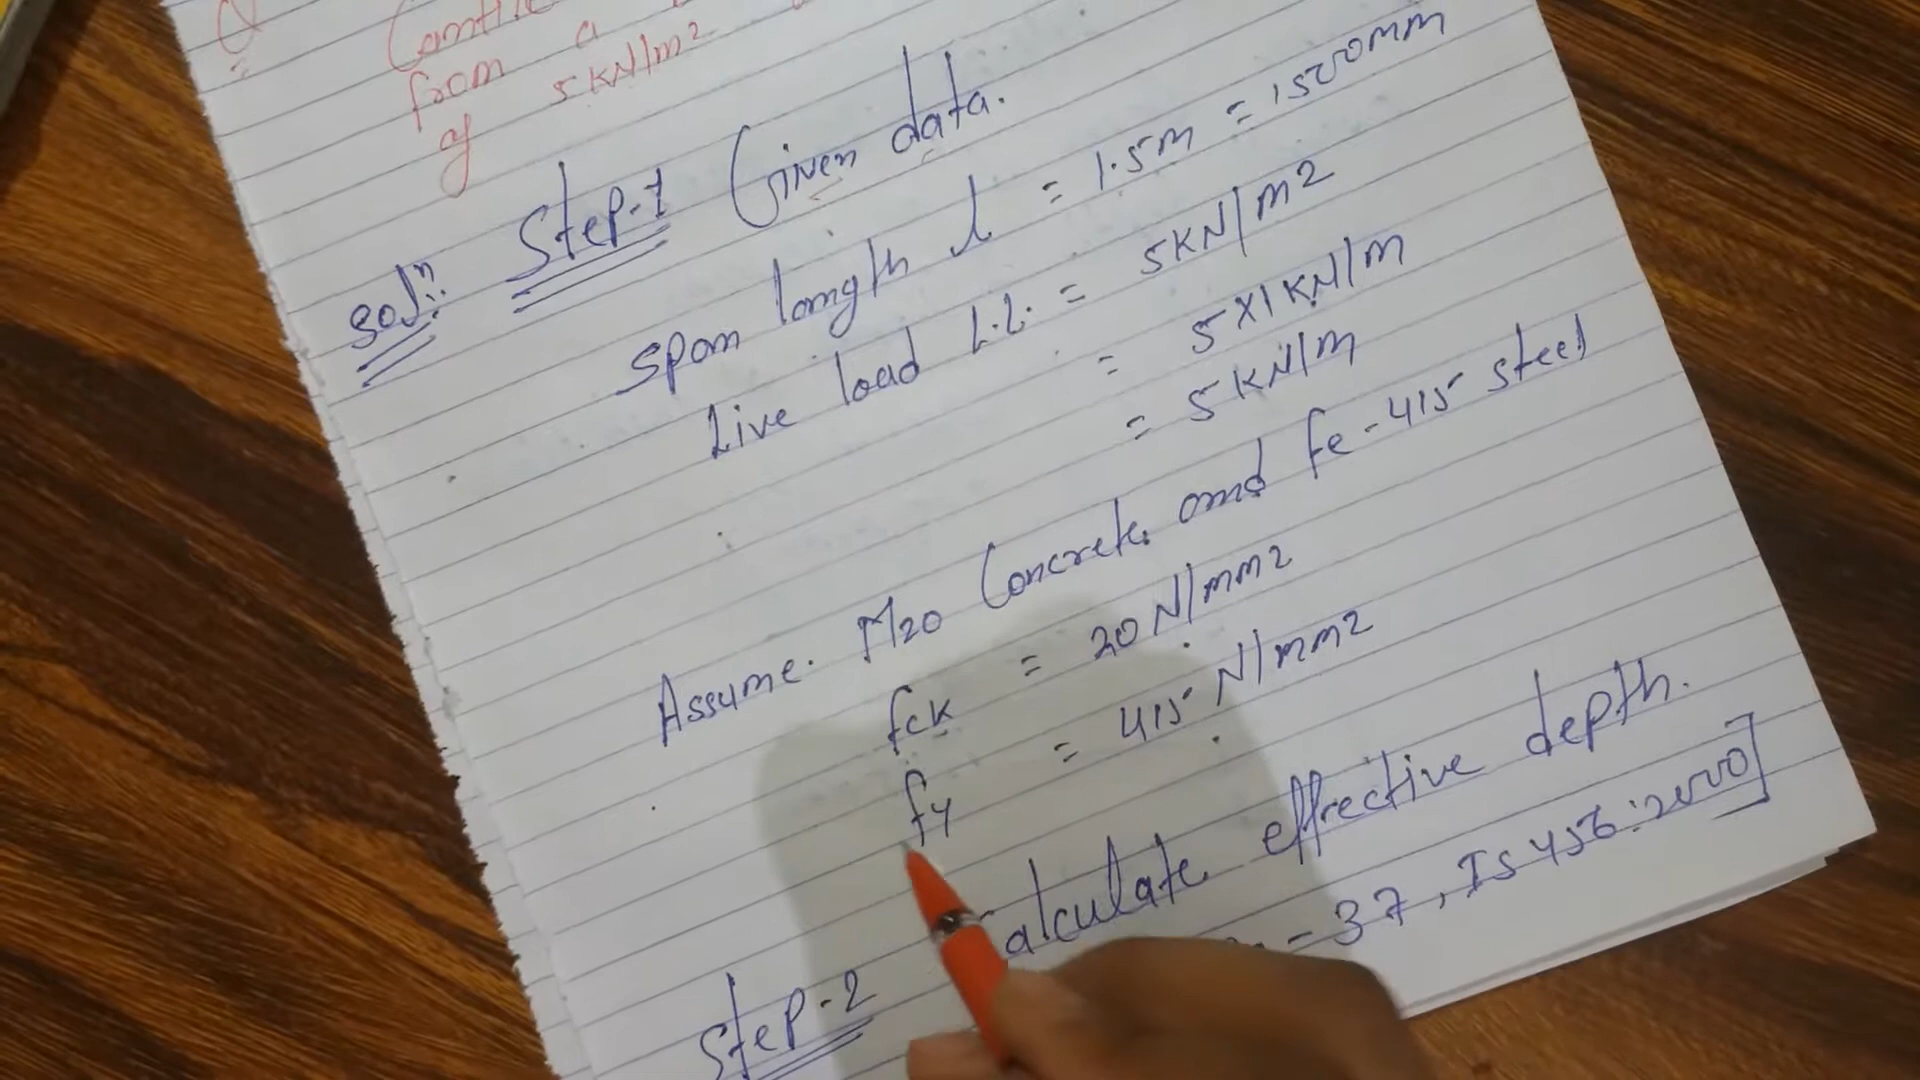 Q
from a
of 5 KN/m2
Soln:: Step-1 Given data.
Span length l = 1.5m = 1500mm
Live load L.L. = 5KN/m2
= 5X1 KN/m
= 5 KN/m
Assume. M20 Concrete and fe-415 steel
fck = 20 N/mm2
fy = 415 N/mm2
Step-2 alculate effective depth.
-37, IS 456:2000]